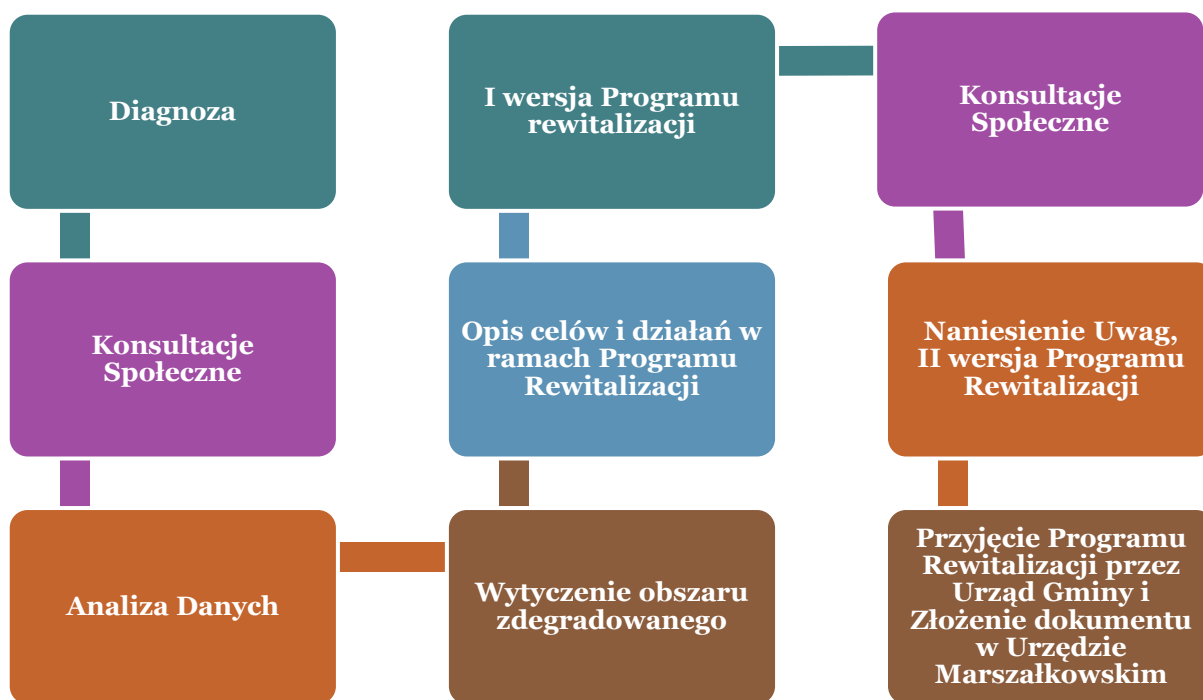 Diagnoza
Konsultacje
Społeczne
Analiza Danych
Wytyczenie obszaru
zdegradowanego
Opis celów i działań w
ramach Programu
Rewitalizacji
I wersja Programu
rewitalizacji
Konsultacje
Społeczne
Naniesienie Uwag,
II wersja Programu
Rewitalizacji
Przyjęcie Programu
Rewitalizacji przez
Urząd Gminy i
Złożenie dokumentu
w Urzędzie
Marszałkowskim